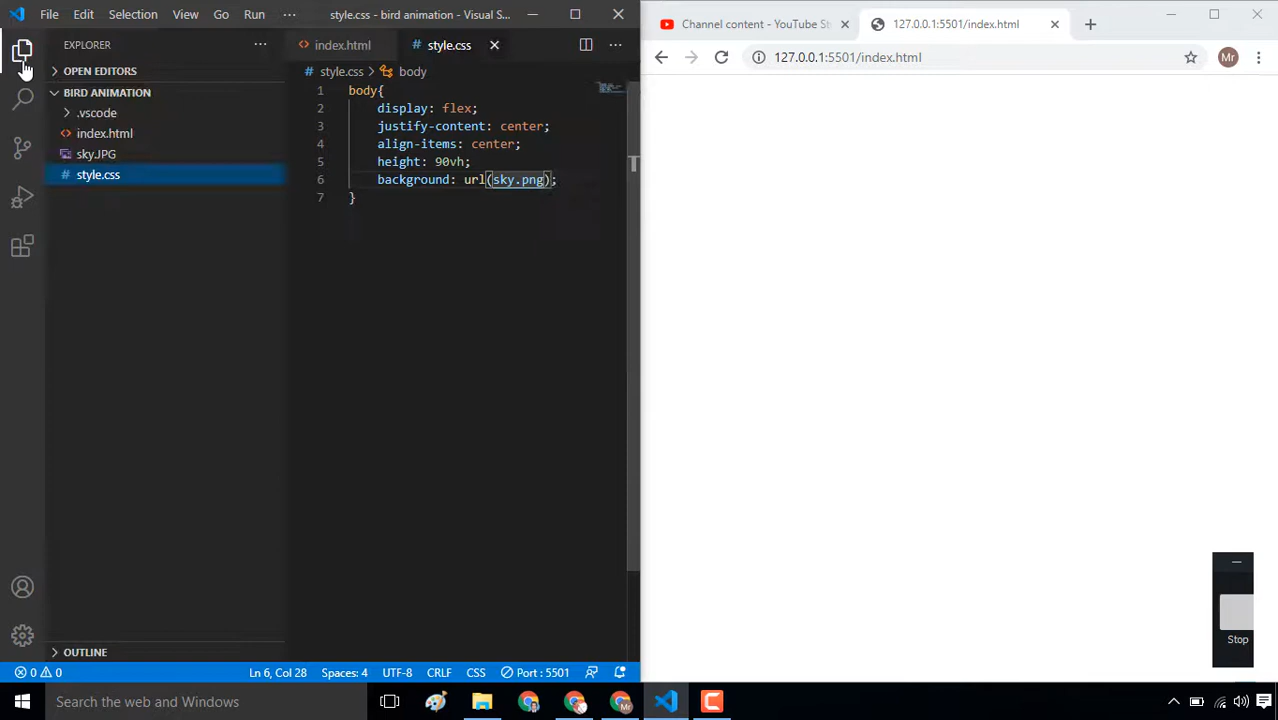 File Edit Selection View Go Run ··· style.css - bird animation - Visual S...
EXPLORER ···
OPEN EDITORS
BIRD ANIMATION
.vscode
index.html
sky.JPG
style.css
OUTLINE
index.html style.css
style.css > body
1 body{
2 display: flex;
3 justify-content: center;
4 align-items: center;
5 height: 90vh;
6 background: url(sky.png);
7 }
0 0 Ln 6, Col 28 Spaces: 4 UTF-8 CRLF CSS Port : 5501
Channel content - YouTube St 127.0.0.1:5501/index.html
127.0.0.1:5501/index.html Mr
Stop
Search the web and Windows Mr